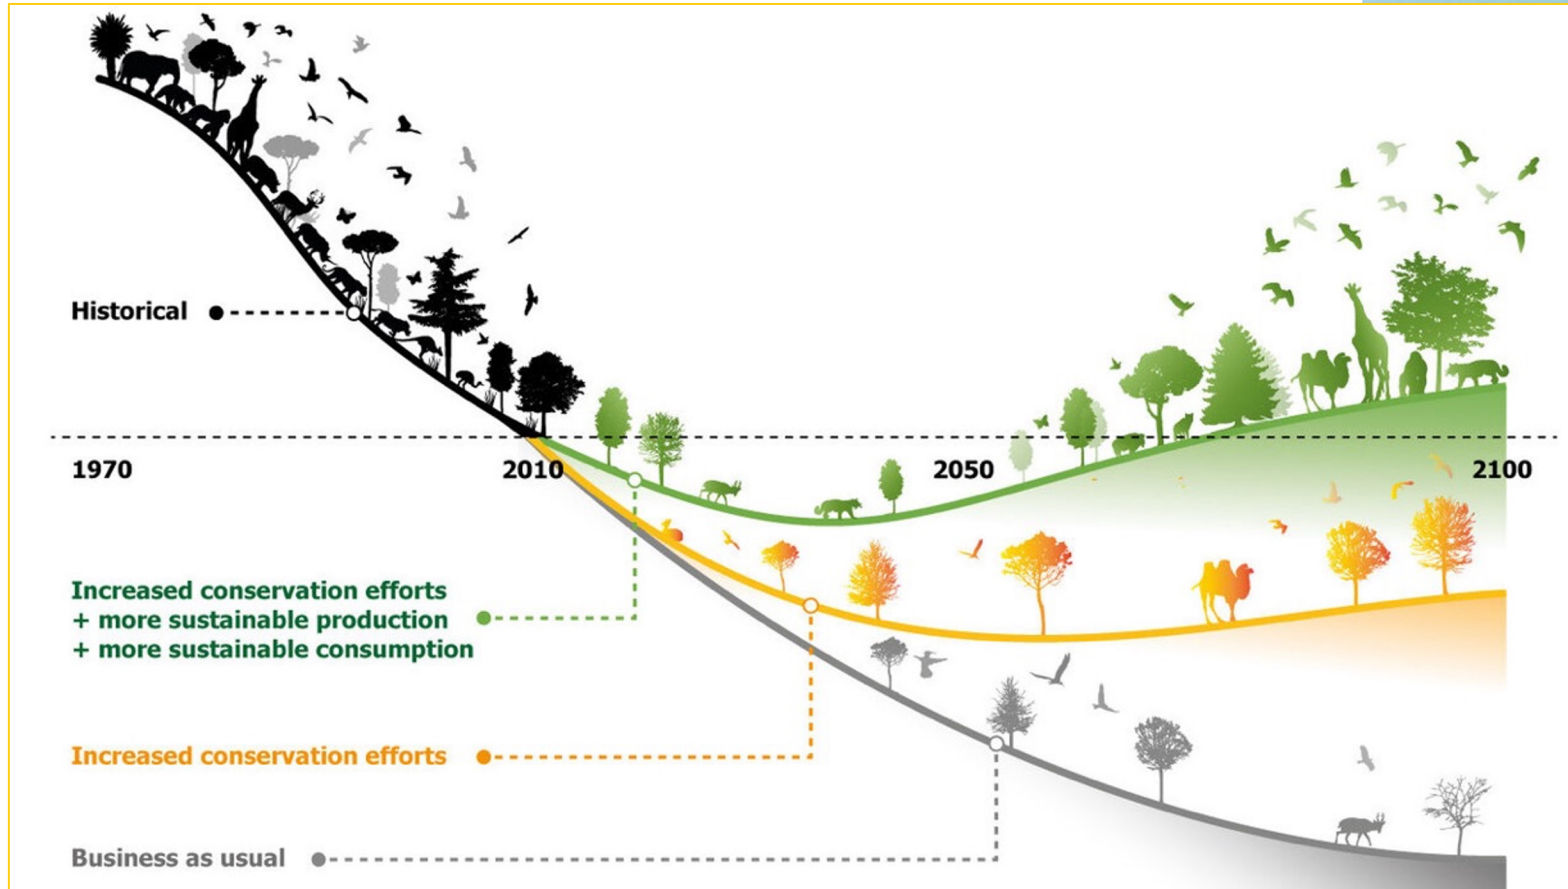 Historical
1970
2010
2050
2100
Increased conservation efforts
+ more sustainable production
+ more sustainable consumption
Increased conservation efforts
Business as usual